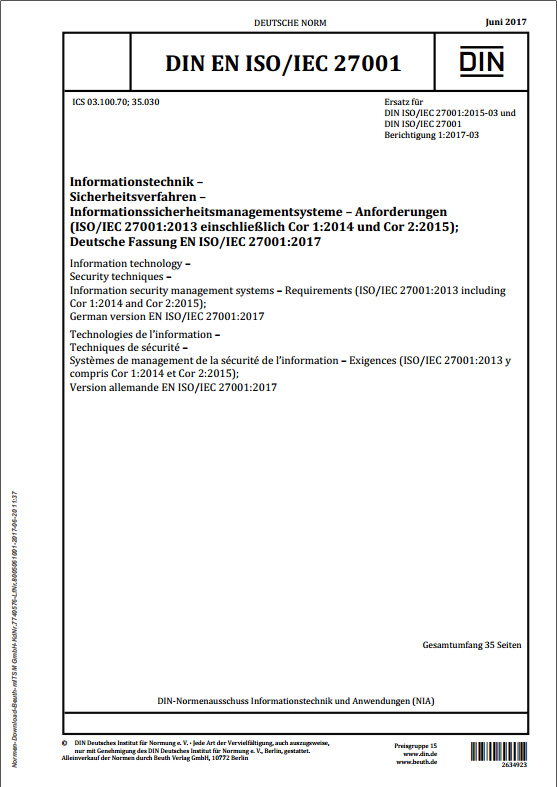 DEUTSCHE NORM
Juni 2017
DIN EN ISO/IEC 27001
DIN
ICS 03.100.70; 35.030
Ersatz für
DIN ISO/IEC 27001:2015-03 und
DIN ISO/IEC 27001
Berichtigung 1:2017-03
Informationstechnik –
Sicherheitsverfahren –
Informationssicherheitsmanagementsysteme – Anforderungen
(ISO/IEC 27001:2013 einschließlich Cor 1:2014 und Cor 2:2015);
Deutsche Fassung EN ISO/IEC 27001:2017
Information technology –
Security techniques –
Information security management systems – Requirements (ISO/IEC 27001:2013 including
Cor 1:2014 and Cor 2:2015);
German version EN ISO/IEC 27001:2017
Technologies de l'information –
Techniques de sécurité –
Systèmes de management de la sécurité de l'information – Exigences (ISO/IEC 27001:2013 y
compris Cor 1:2014 et Cor 2:2015);
Version allemande EN ISO/IEC 27001:2017
Normen-Download-Beuth-mITSM GmbH-KdNr.7740576-LfNr.8005061001-2017-06-20 11:37
Gesamtumfang 35 Seiten
DIN-Normenausschuss Informationstechnik und Anwendungen (NIA)
© DIN Deutsches Institut für Normung e. V. · Jede Art der Vervielfältigung, auch auszugsweise,
nur mit Genehmigung des DIN Deutsches Institut für Normung e. V., Berlin, gestattet.
Alleinverkauf der Normen durch Beuth Verlag GmbH, 10772 Berlin
Preisgruppe 15
www.din.de
www.beuth.de
2634923